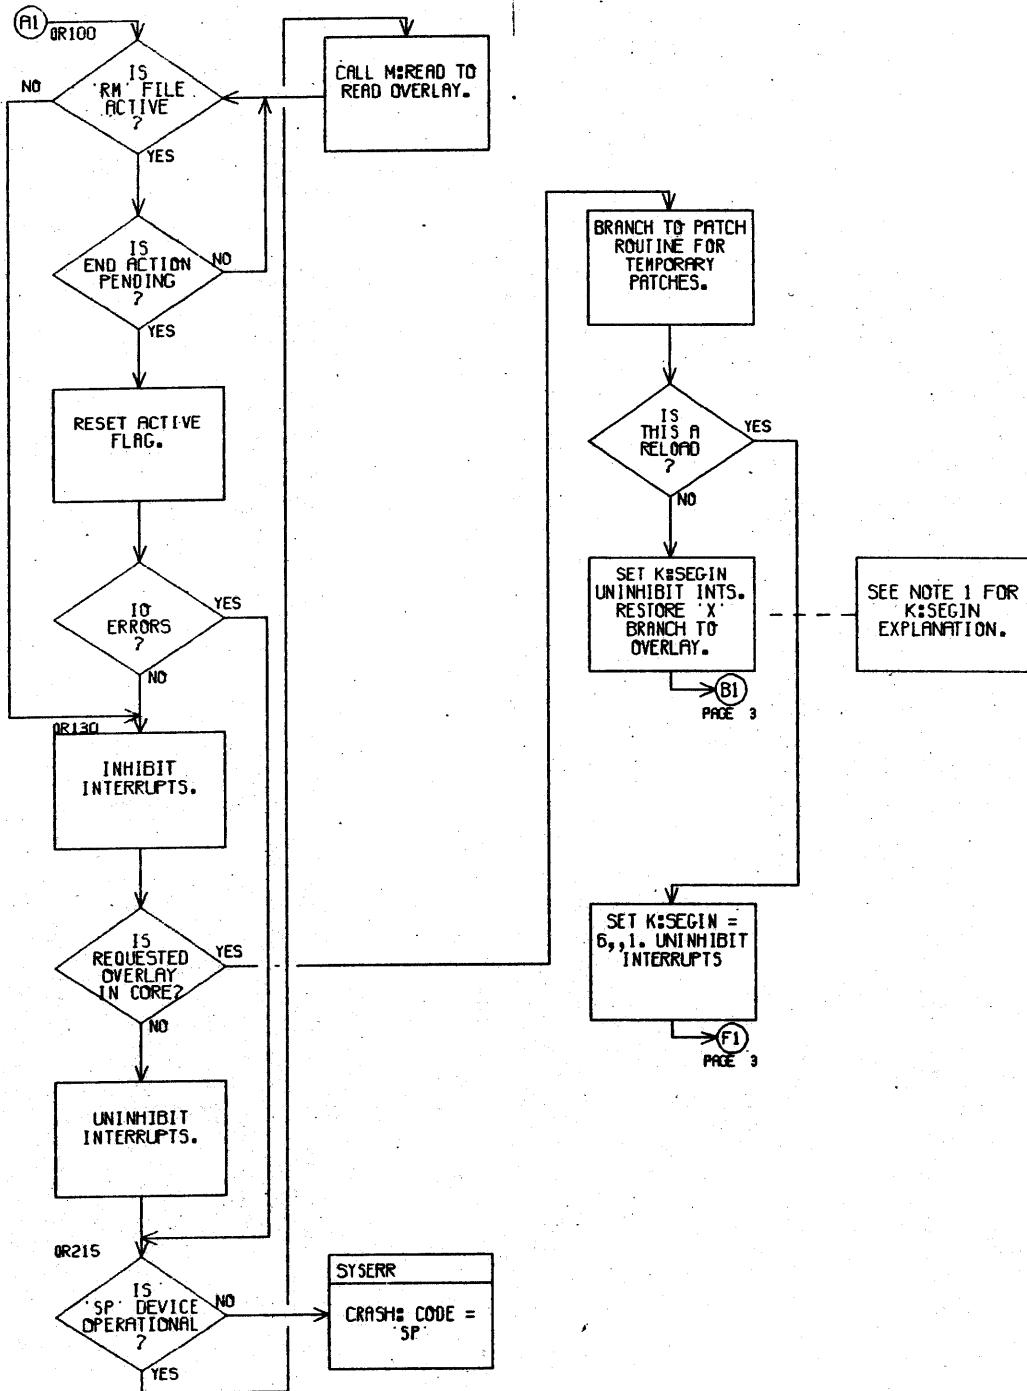 A1
QR100
IS
'RM' FILE
ACTIVE
?
NO
YES
CALL M:READ TO
READ OVERLAY.
IS
END ACTION
PENDING
?
NO
YES
RESET ACTIVE
FLAG.
IO
ERRORS
?
YES
NO
QR130
INHIBIT
INTERRUPTS.
IS
REQUESTED
OVERLAY
IN CORE?
YES
NO
UNINHIBIT
INTERRUPTS.
QR215
IS
'SP' DEVICE
OPERATIONAL
?
NO
YES
SYSERR
CRASH: CODE =
'SP'
BRANCH TO PATCH
ROUTINE FOR
TEMPORARY
PATCHES.
IS
THIS A
RELOAD
?
YES
NO
SET K:SEGIN
UNINHIBIT INTS.
RESTORE 'X'
BRANCH TO
OVERLAY.
B1
PAGE 3
SEE NOTE 1 FOR
K:SEGIN
EXPLANATION.
SET K:SEGIN =
6,,1. UNINHIBIT
INTERRUPTS
F1
PAGE 3